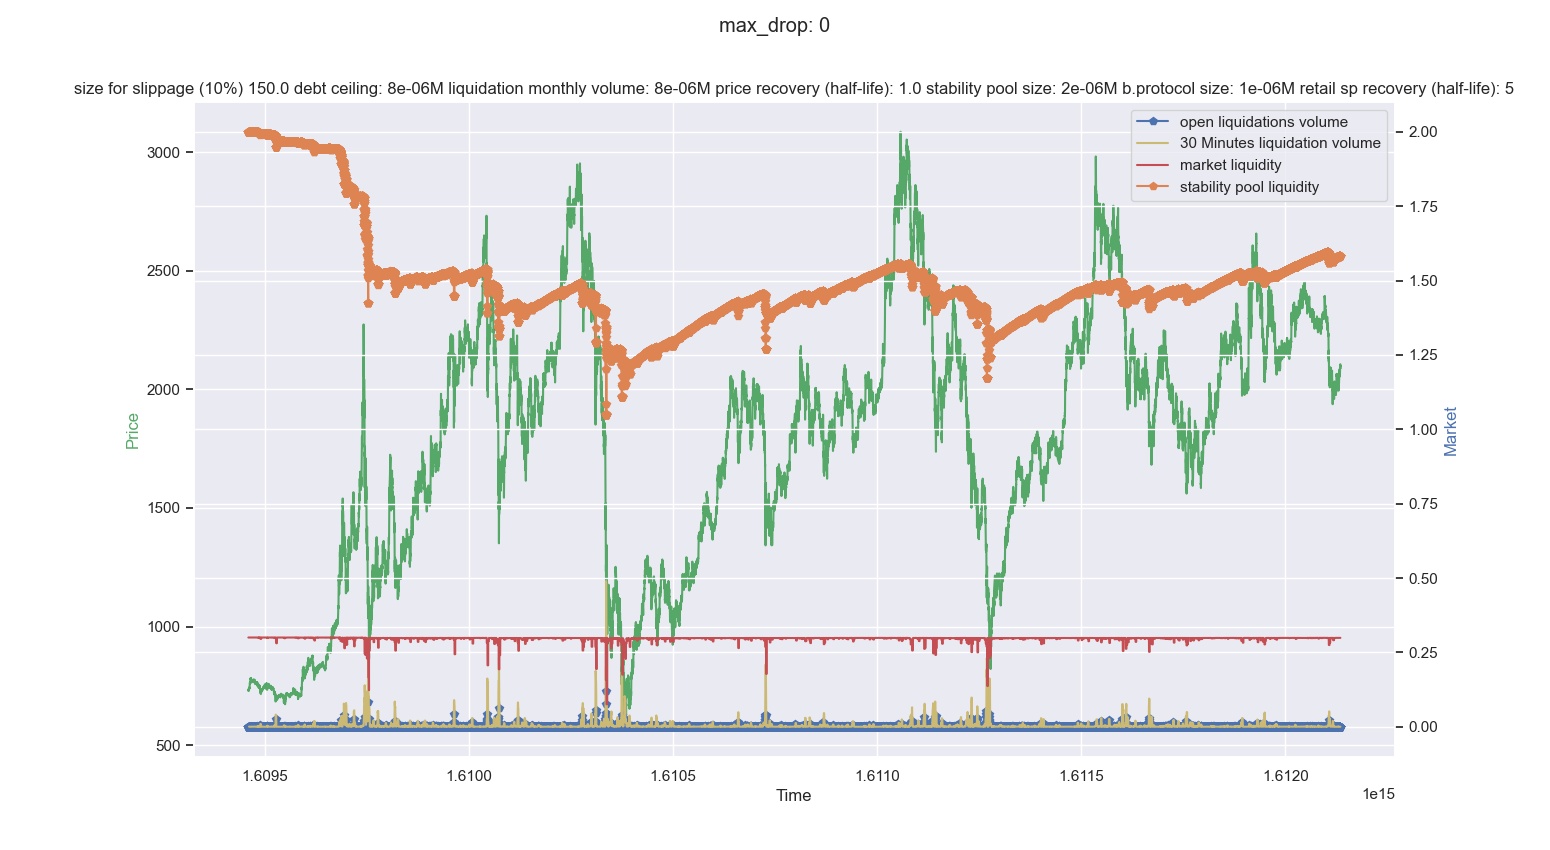 max_drop: 0
size for slippage (10%) 150.0 debt ceiling: 8e-06M liquidation monthly volume: 8e-06M price recovery (half-life): 1.0 stability pool size: 2e-06M b.protocol size: 1e-06M retail sp recovery (half-life): 5
open liquidations volume
30 Minutes liquidation volume
market liquidity
stability pool liquidity
3000
2500
2000
1500
1000
500
Price
2.00
1.75
1.50
1.25
1.00
0.75
0.50
0.25
0.00
Market
1.6095 1.6100 1.6105 1.6110 1.6115 1.6120
1e15
Time